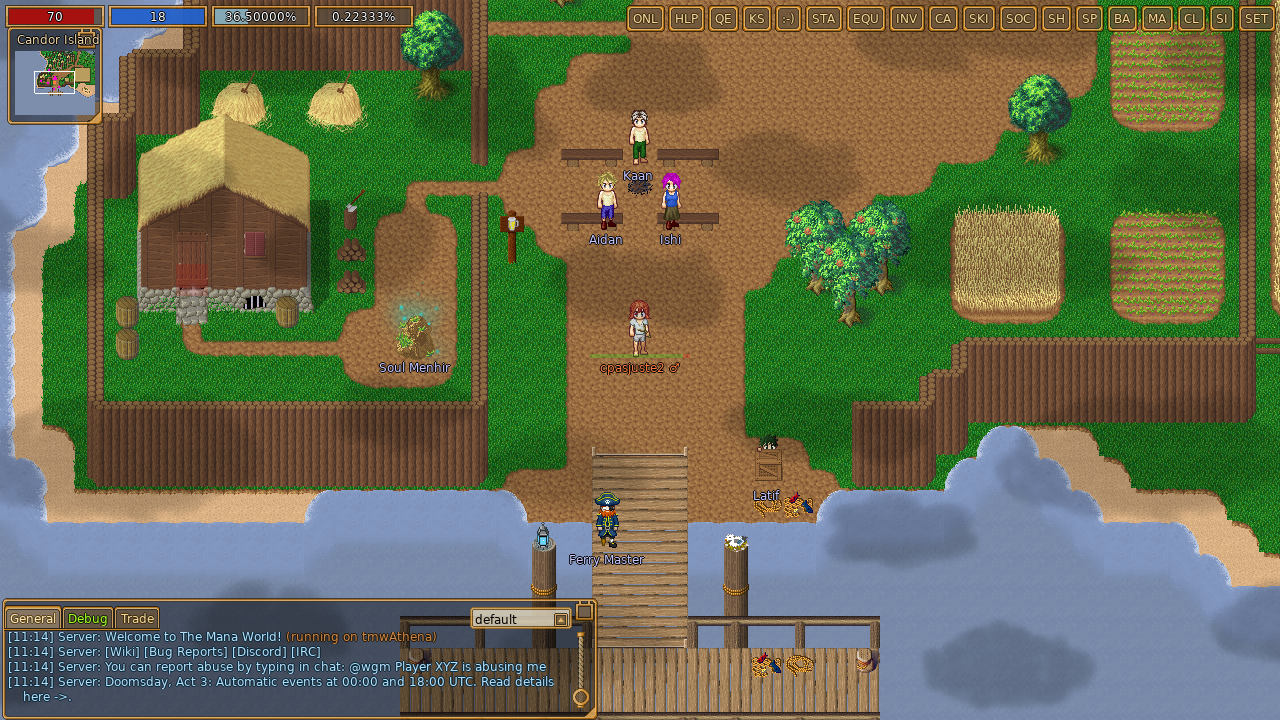 70 18 36.50000% 0.22333% ONL HLP QE KS :-) STA EQU INV CA SKI SOC SH SP BA MA CL SI SET
Candor Island
Kaan
Aidan Ishi
Soul Menhir cpasjuste2 ♂
Latif
Ferry Master
General Debug Trade default
[11:14] Server: Welcome to The Mana World! (running on tmwAthena)
[11:14] Server: [Wiki] [Bug Reports] [Discord] [IRC]
[11:14] Server: You can report abuse by typing in chat: @wgm Player XYZ is abusing me
[11:14] Server: Doomsday, Act 3: Automatic events at 00:00 and 18:00 UTC. Read details
here ->.